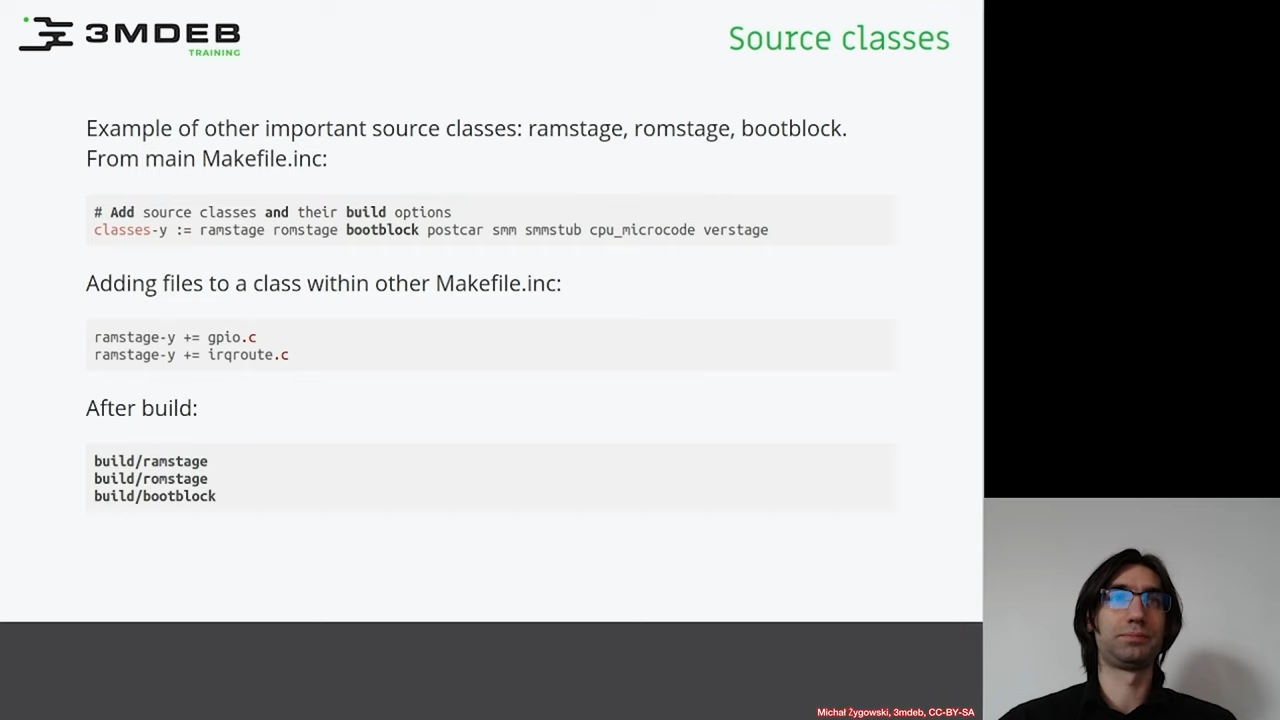 3MDEB
TRAINING
Source classes
Example of other important source classes: ramstage, romstage, bootblock.
From main Makefile.inc:
# Add source classes and their build options
classes-y := ramstage romstage bootblock postcar smm smmstub cpu_microcode verstage
Adding files to a class within other Makefile.inc:
ramstage-y += gpio.c
ramstage-y += irqroute.c
After build:
build/ramstage
build/romstage
build/bootblock
Michał Żygowski, 3mdeb, CC-BY-SA